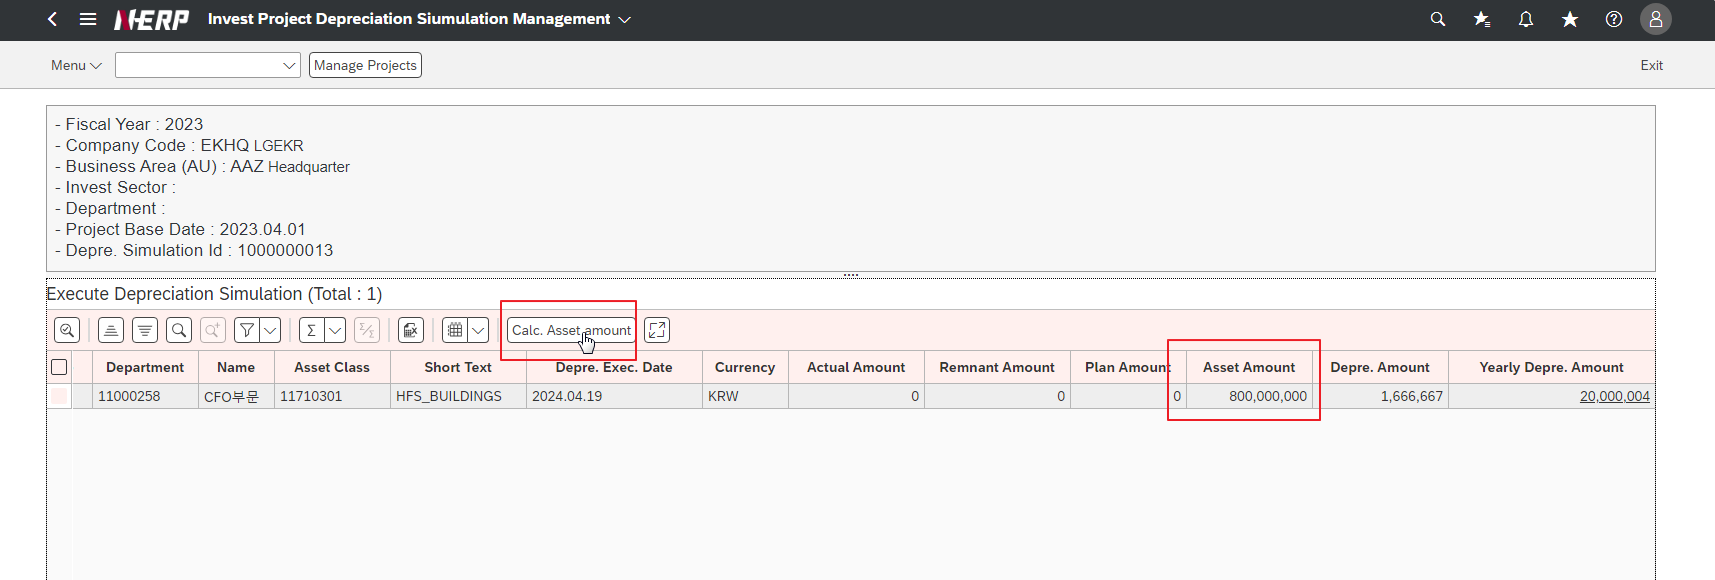 NERP Invest Project Depreciation Siumulation Management
Menu Manage Projects Exit
- Fiscal Year : 2023
- Company Code : EKHQ LGEKR
- Business Area (AU) : AAZ Headquarter
- Invest Sector :
- Department :
- Project Base Date : 2023.04.01
- Depre. Simulation Id : 1000000013
Execute Depreciation Simulation (Total : 1)
Calc. Asset amount
Department Name Asset Class Short Text Depre. Exec. Date Currency Actual Amount Remnant Amount Plan Amount Asset Amount Depre. Amount Yearly Depre. Amount
11000258 CFO부문 11710301 HFS_BUILDINGS 2024.04.19 KRW 0 0 0 800,000,000 1,666,667 20,000,004